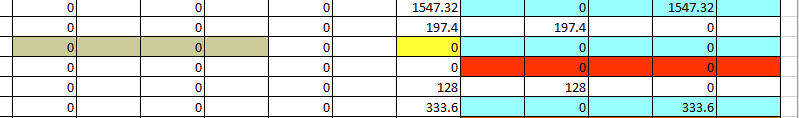 0 0 0 1547.32 0 1547.32
0 0 0 197.4 197.4 0
0 0 0 0 0 0
0 0 0 0 0 0
0 0 0 128 128 0
0 0 0 333.6 0 333.6